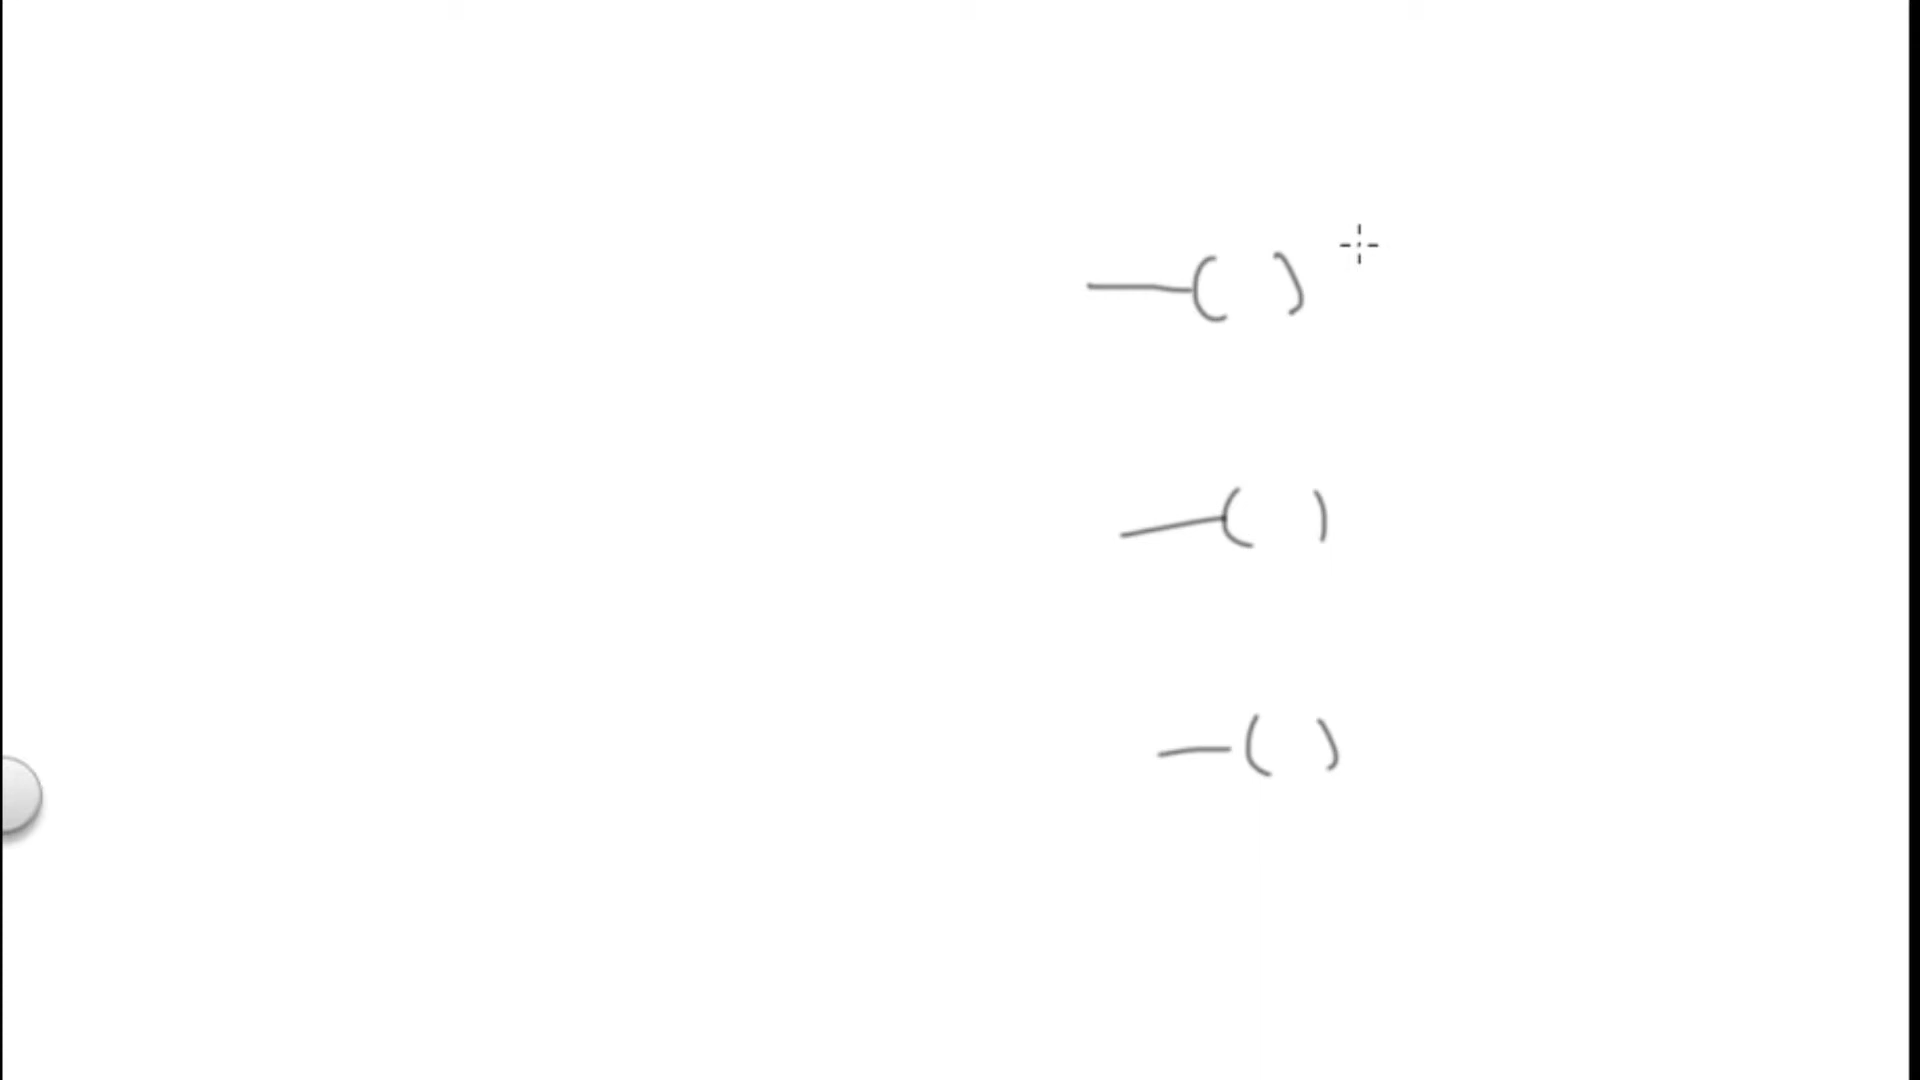 —( )
—( )
—( )